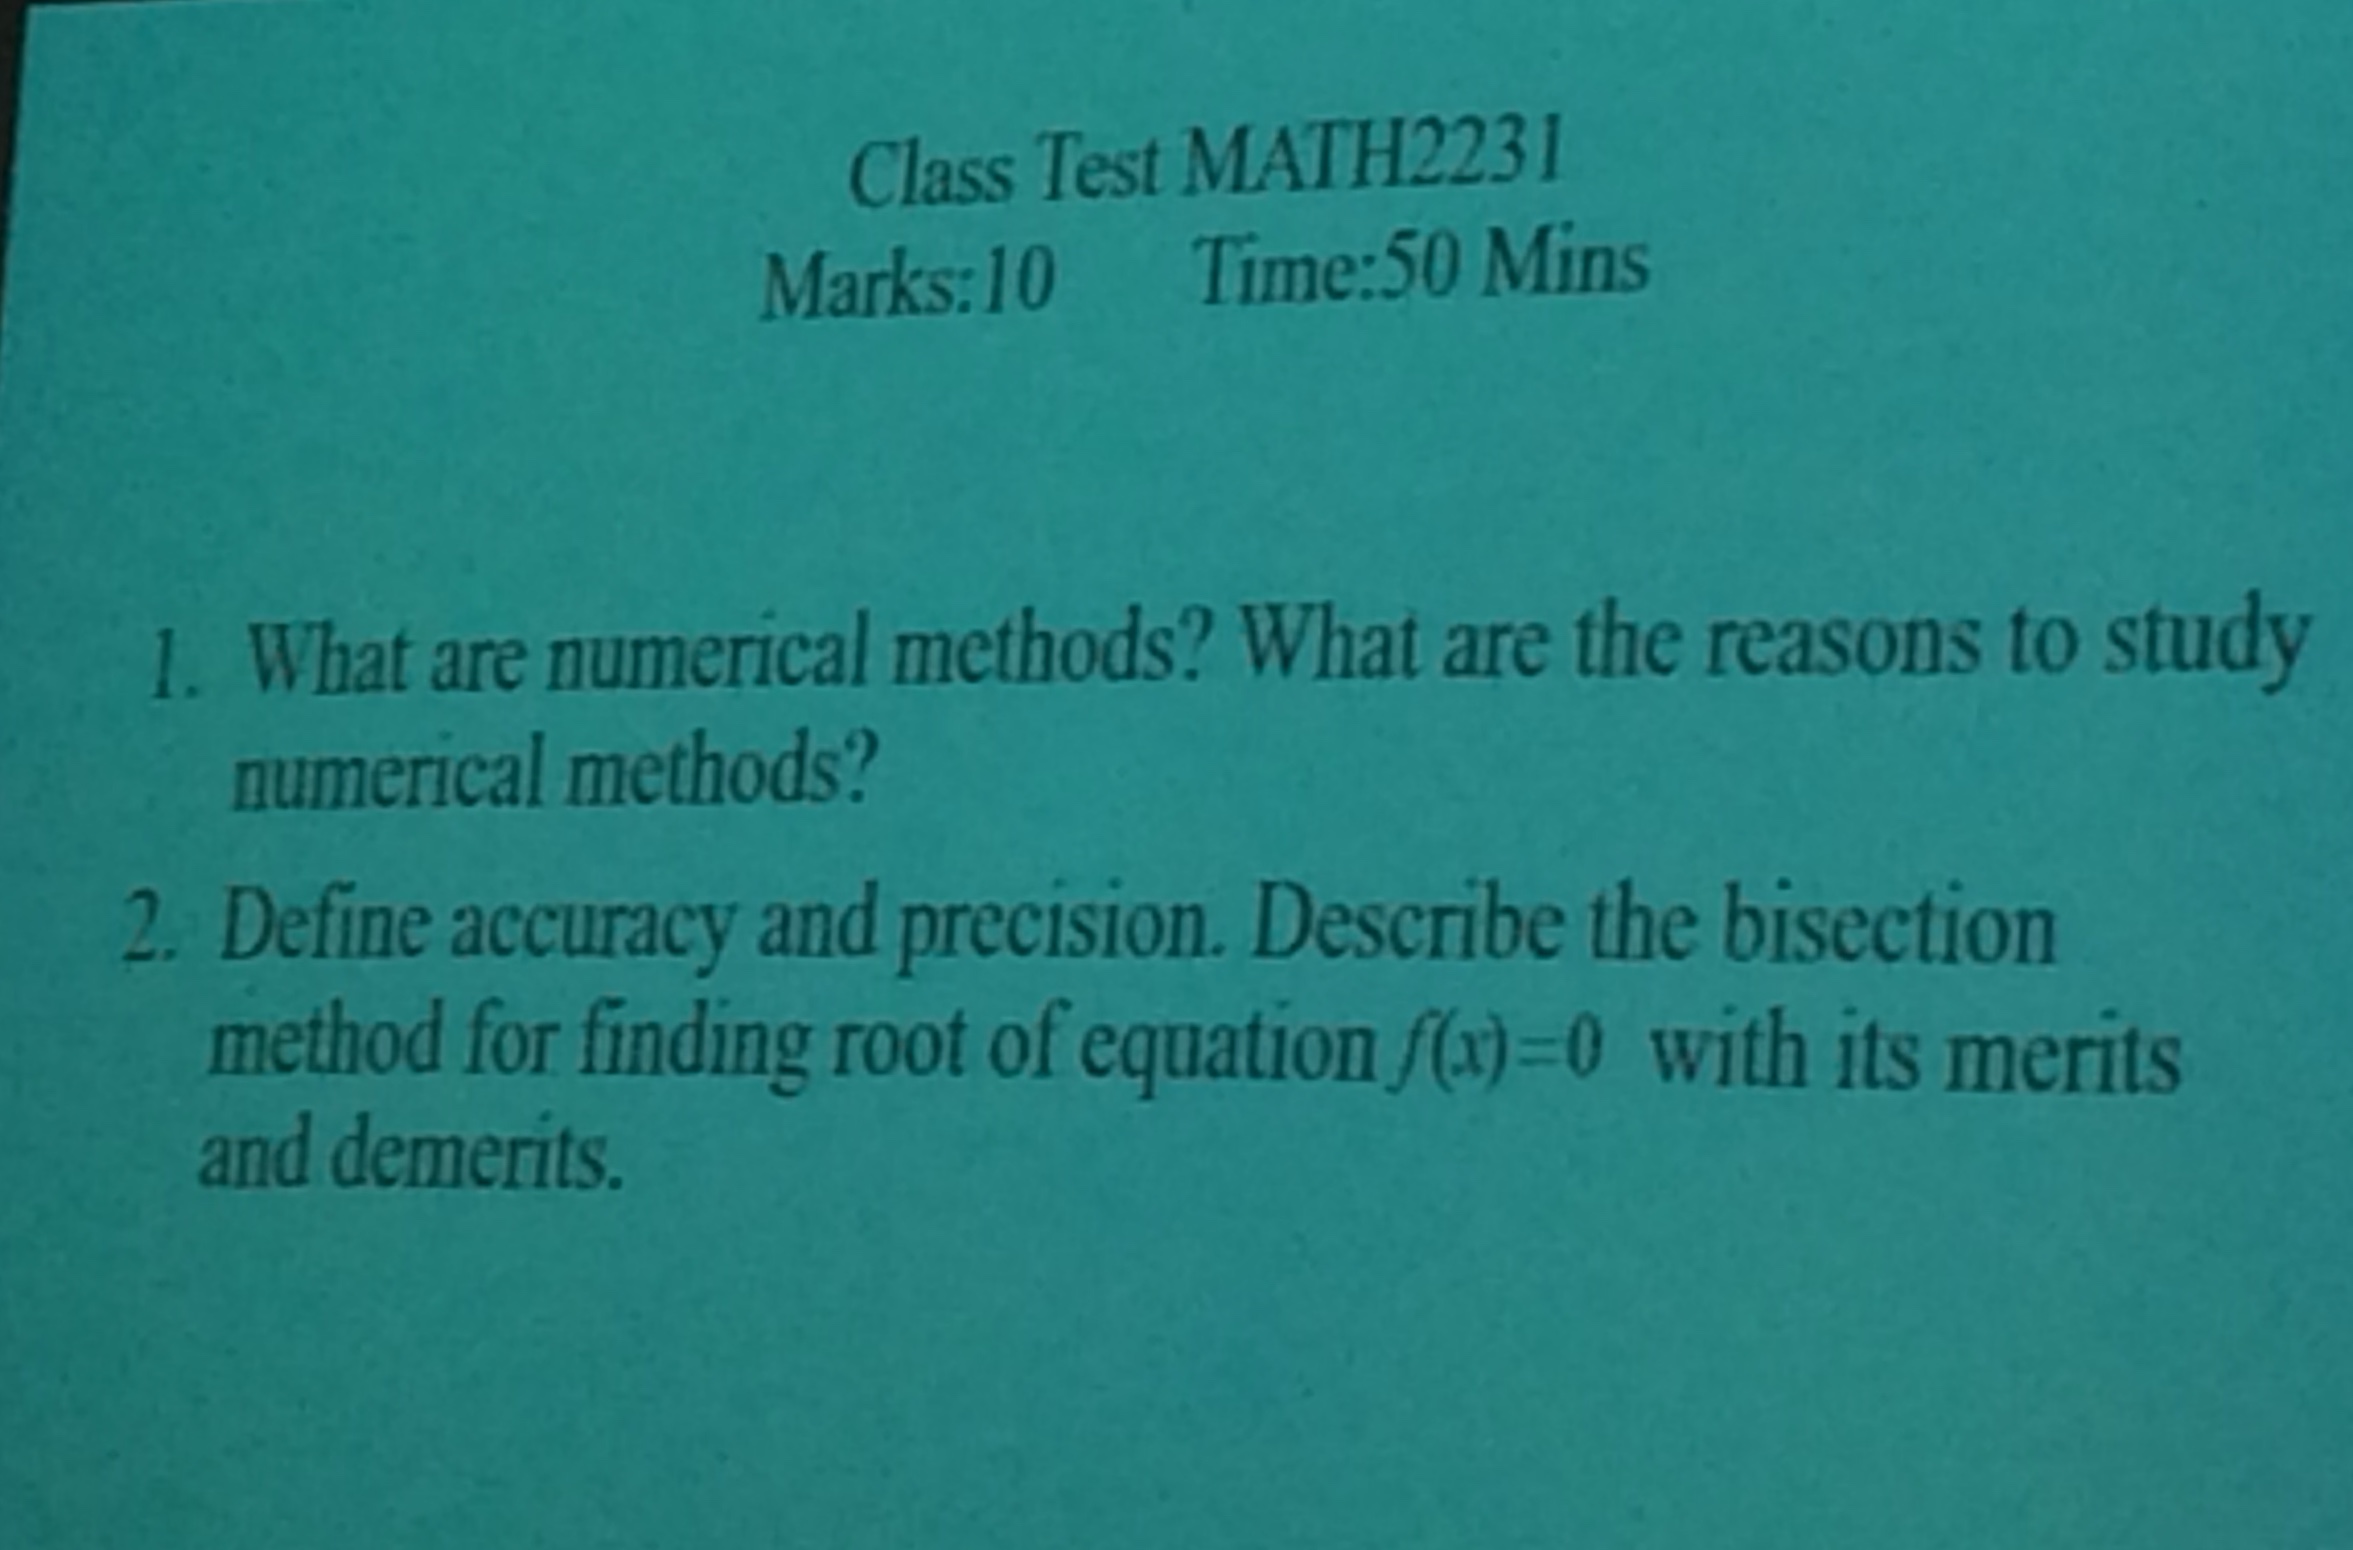 Class Test MATH2231
Marks:10 Time:50 Mins
1. What are numerical methods? What are the reasons to study
numerical methods?
2. Define accuracy and precision. Describe the bisection
method for finding root of equation f(x)=0 with its merits
and demerits.